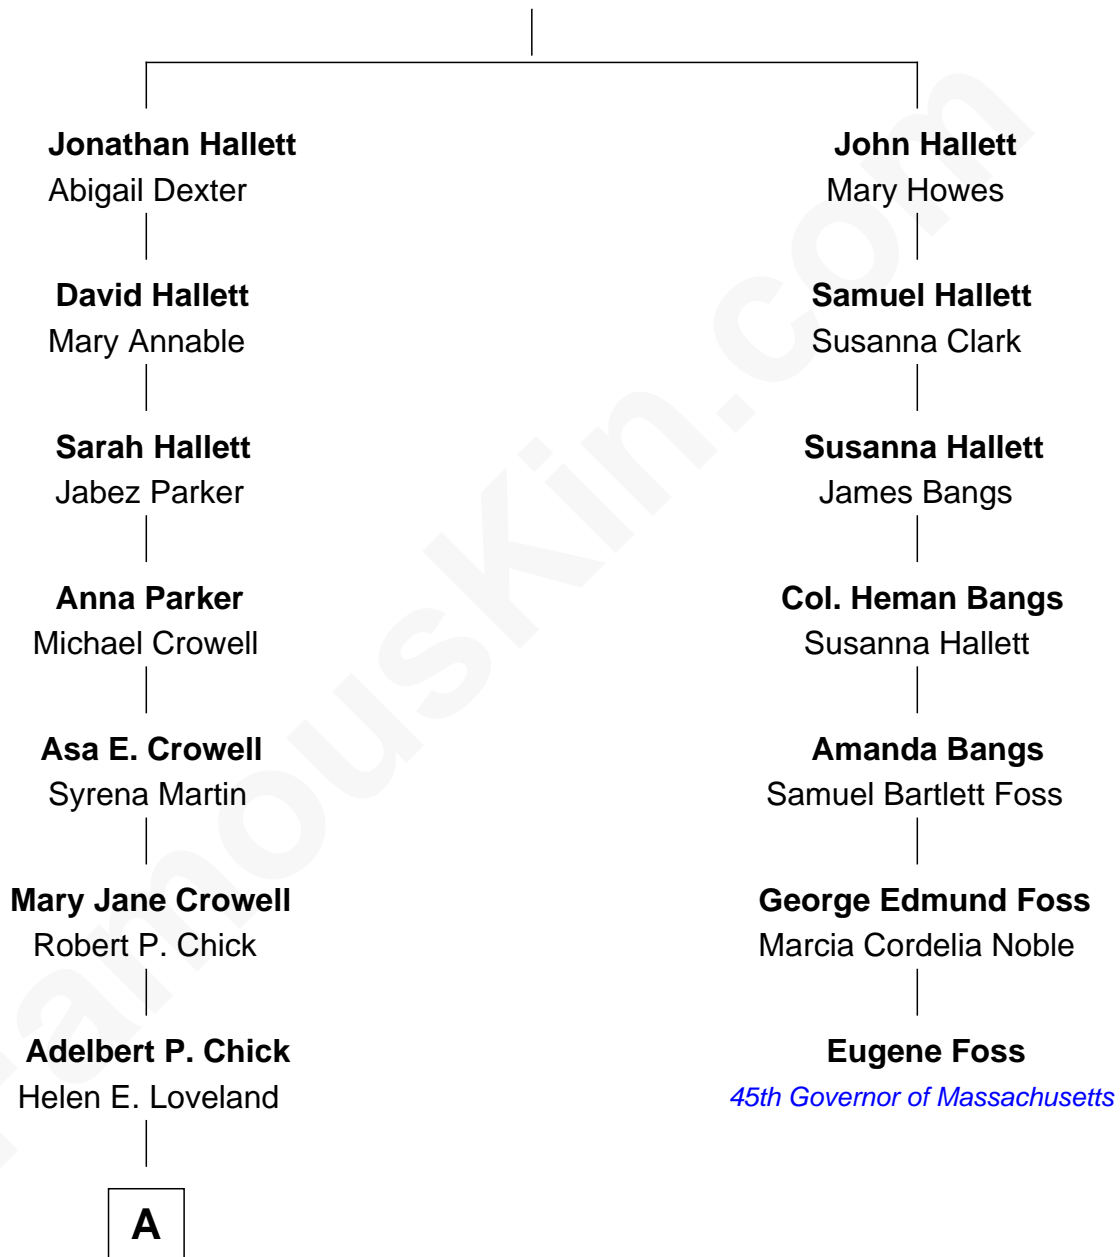 Jonathan Hallett
Abigail Dexter
David Hallett
Mary Annable
Sarah Hallett
Jabez Parker
Anna Parker
Michael Crowell
Asa E. Crowell
Syrena Martin
Mary Jane Crowell
Robert P. Chick
Adelbert P. Chick
Helen E. Loveland
A
John Hallett
Mary Howes
Samuel Hallett
Susanna Clark
Susanna Hallett
James Bangs
Col. Heman Bangs
Susanna Hallett
Amanda Bangs
Samuel Bartlett Foss
George Edmund Foss
Marcia Cordelia Noble
Eugene Foss
45th Governor of Massachusetts
FamousKin.com